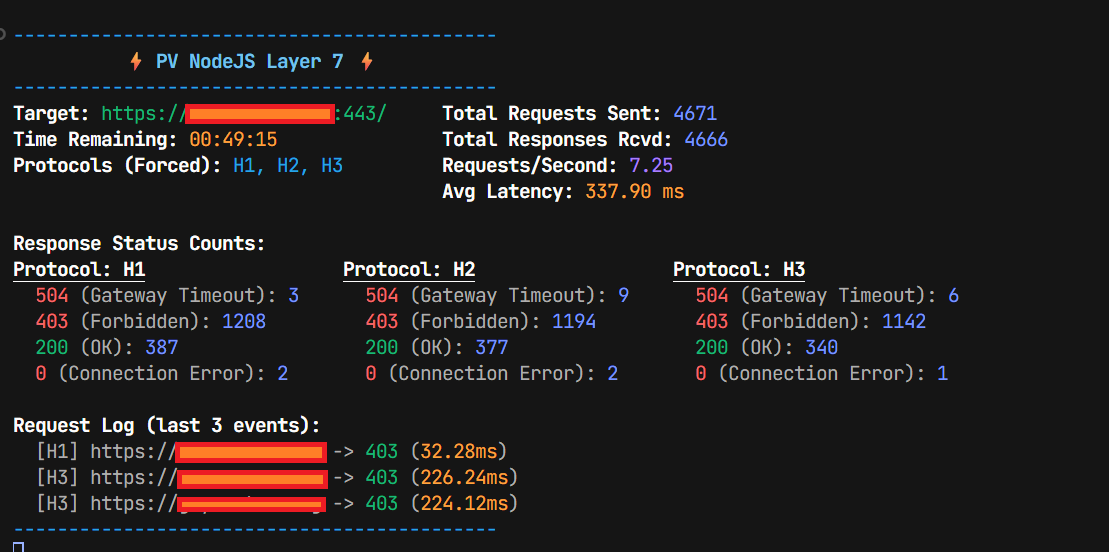 ---------------------------------------------
⚡ PV NodeJS Layer 7 ⚡
---------------------------------------------
Target: https://:443/ Total Requests Sent: 4671
Time Remaining: 00:49:15 Total Responses Rcvd: 4666
Protocols (Forced): H1, H2, H3 Requests/Second: 7.25
Avg Latency: 337.90 ms
Response Status Counts:
Protocol: H1 Protocol: H2 Protocol: H3
504 (Gateway Timeout): 3 504 (Gateway Timeout): 9 504 (Gateway Timeout): 6
403 (Forbidden): 1208 403 (Forbidden): 1194 403 (Forbidden): 1142
200 (OK): 387 200 (OK): 377 200 (OK): 340
0 (Connection Error): 2 0 (Connection Error): 2 0 (Connection Error): 1
Request Log (last 3 events):
[H1] https:// -> 403 (32.28ms)
[H3] https:// -> 403 (226.24ms)
[H3] https:// -> 403 (224.12ms)
---------------------------------------------